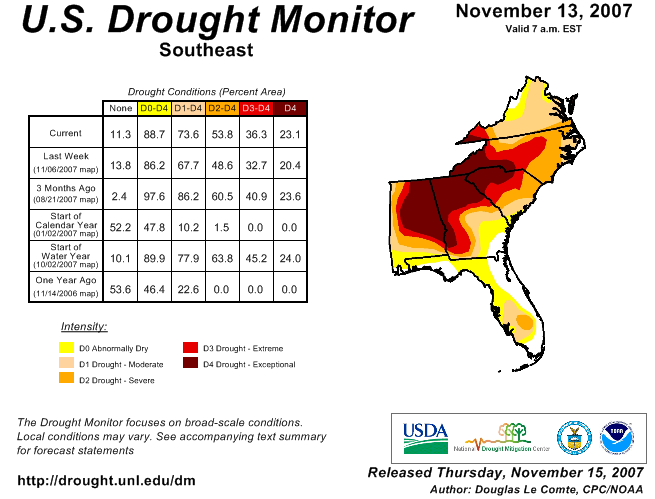 U.S. Drought Monitor
Southeast
November 13, 2007
Valid 7 a.m. EST
Drought Conditions (Percent Area)
None D0-D4 D1-D4 D2-D4 D3-D4 D4
Current 11.3 88.7 73.6 53.8 36.3 23.1
Last Week
(11/06/2007 map) 13.8 86.2 67.7 48.6 32.7 20.4
3 Months Ago
(08/21/2007 map) 2.4 97.6 86.2 60.5 40.9 23.6
Start of
Calendar Year
(01/02/2007 map) 52.2 47.8 10.2 1.5 0.0 0.0
Start of
Water Year
(10/02/2007 map) 10.1 89.9 77.9 63.8 45.2 24.0
One Year Ago
(11/14/2006 map) 53.6 46.4 22.6 0.0 0.0 0.0
Intensity:
D0 Abnormally Dry
D1 Drought - Moderate
D2 Drought - Severe
D3 Drought - Extreme
D4 Drought - Exceptional
The Drought Monitor focuses on broad-scale conditions.
Local conditions may vary. See accompanying text summary
for forecast statements
http://drought.unl.edu/dm
USDA
National Drought Mitigation Center
NOAA
Released Thursday, November 15, 2007
Author: Douglas Le Comte, CPC/NOAA